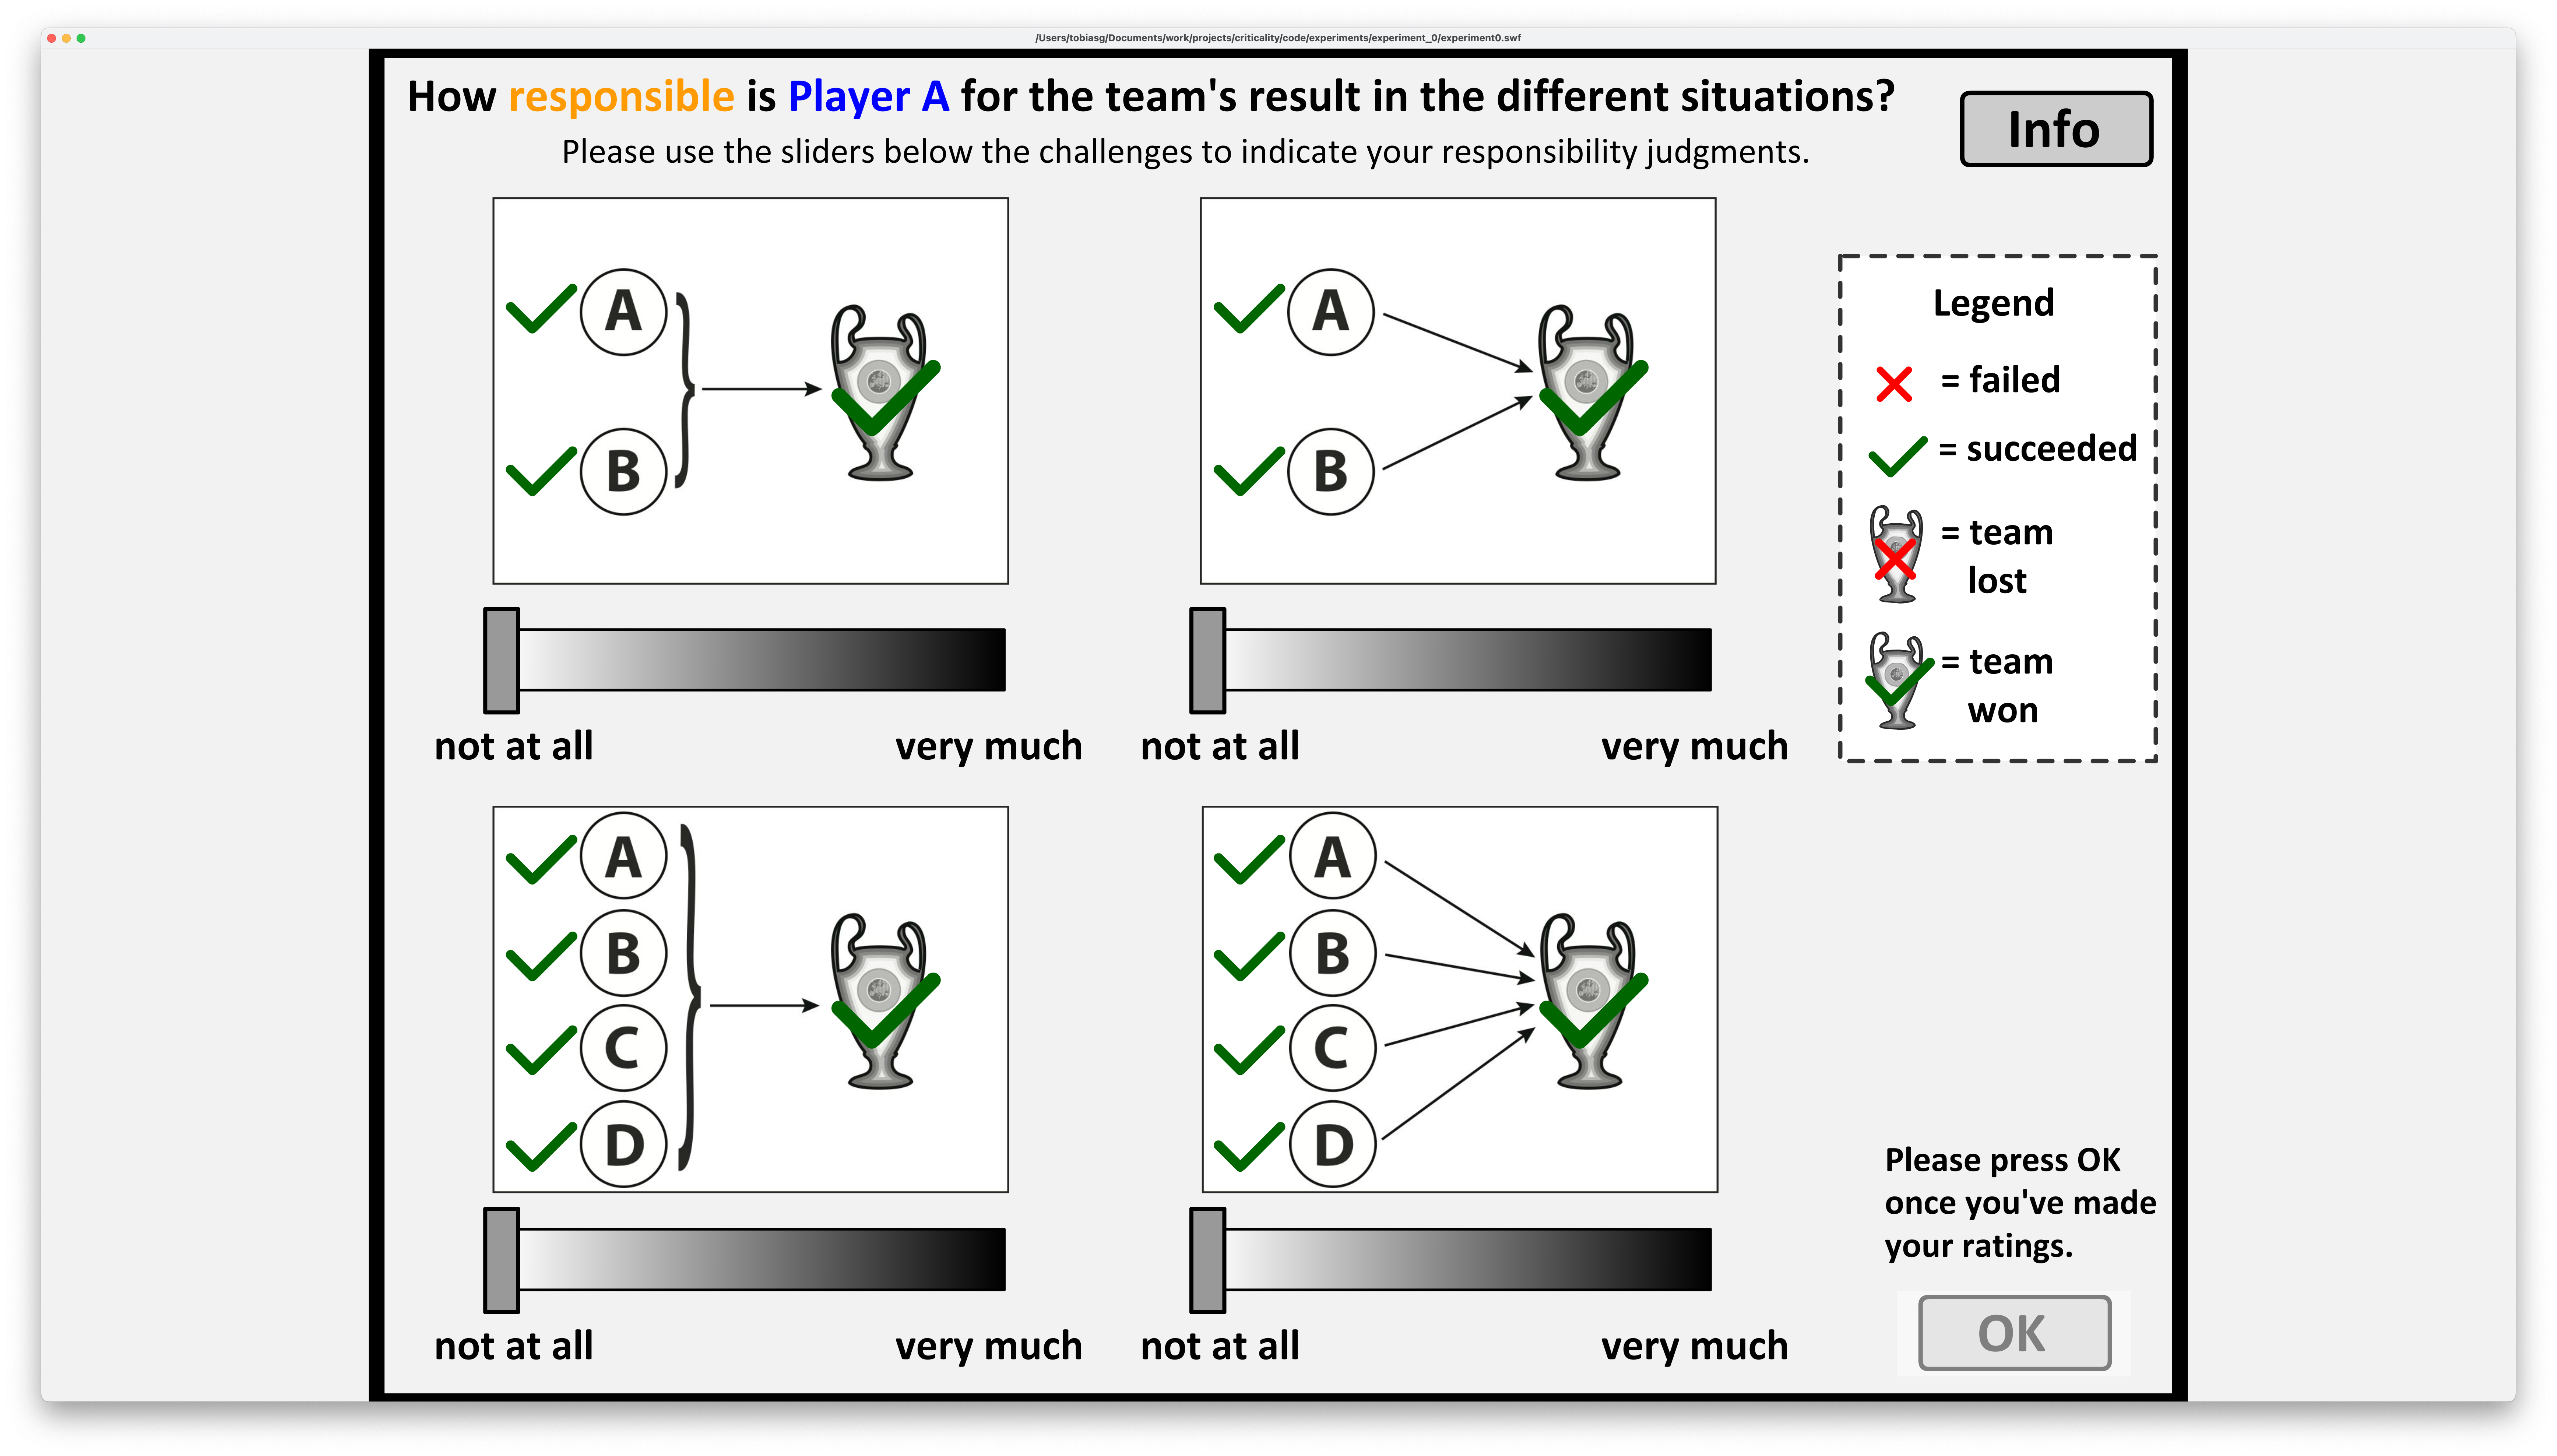 /Users/tobiasg/Documents/work/projects/criticality/code/experiments/experiment_0/experiment0.swf
How responsible is Player A for the team's result in the different situations?
Please use the sliders below the challenges to indicate your responsibility judgments.
Info
A
B
not at all
very much
A
B
not at all
very much
Legend
= failed
= succeeded
= team
lost
= team
won
A
B
C
D
not at all
very much
A
B
C
D
not at all
very much
Please press OK
once you've made
your ratings.
OK